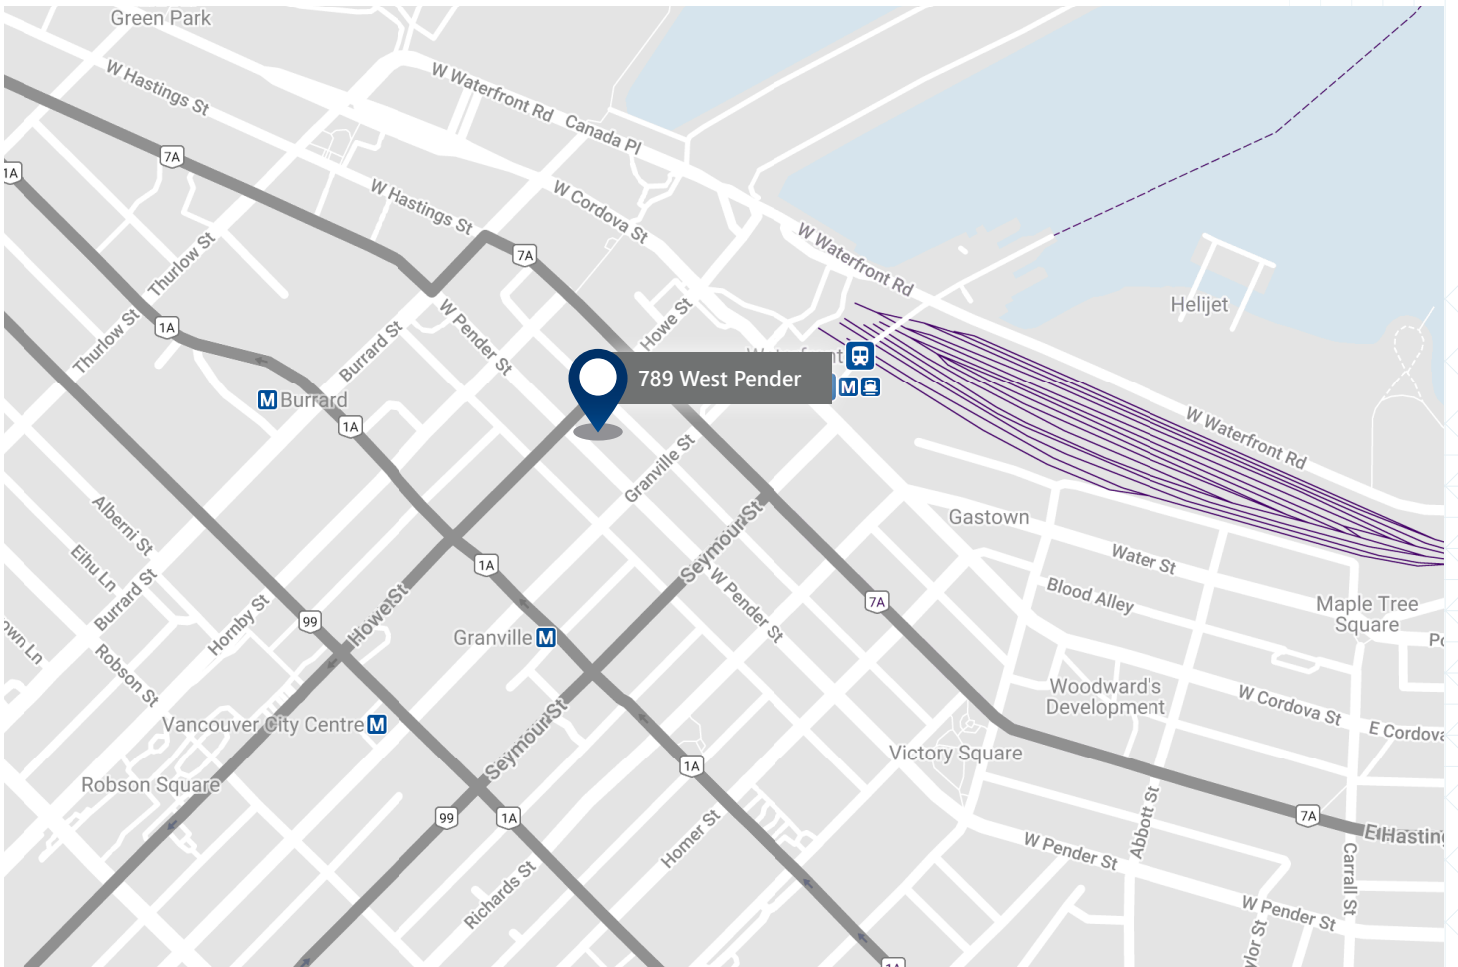 Green Park
W Hastings St
W Waterfront Rd
Canada Pl
7A
1A
W Hastings St
W Cordova St
W Waterfront Rd
7A
Thurlow St
Helijet
Howe St
1A
Thurlow St
Burrard St
W Pender St
789 West Pender
M
M Burrard
1A
W Waterfront Rd
Granville St
Alberni St
Seymour St
Gastown
Water St
Eihu Ln
1A
W Pender St
Blood Alley
Burrard St
Howe St
7A
Maple Tree
Square
Hornby St
99
Granville M
Robson St
Woodward's
Development
W Cordova St
Vancouver City Centre M
Seymour St
E Cordova
Victory Square
1A
Robson Square
99
1A
Homer St
Abbott St
7A
E Hastin
W Pender St
Carrall St
Richards St
W Pender St
1A